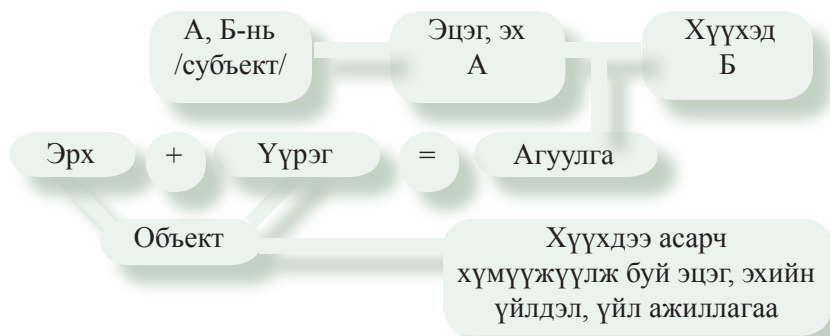 А, Б-нь
/субъект/
Эцэг, эх
А
Хүүхэд
Б
Эрх + Үүрэг = Агуулга
Объект
Хүүхдээ асарч
хүмүүжүүлж буй эцэг, эхийн
үйлдэл, үйл ажиллагаа